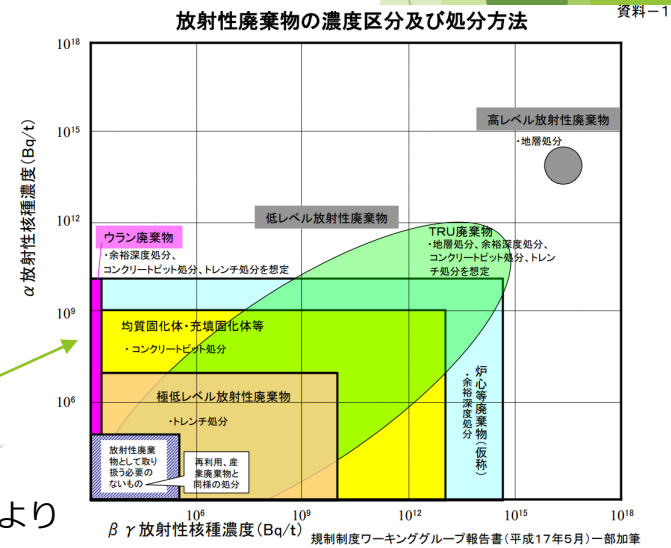 資料－1
放射性廃棄物の濃度区分及び処分方法
α放射性核種濃度(Bq/t)
10¹⁸
10¹⁵
10¹²
10⁹
10⁶
高レベル放射性廃棄物
・地層分
低レベル放射性廃棄物
TRU廃棄物
・地層分処分、余裕深度処分、
コンクリートピット処分、トレン
チ処分を想定
ウラン廃棄物
・余裕深度処分、
コンクリートピット処分、トレンチ処分を想定
均質固化体・充填固化体等
・コンクリートピット処分
炉心等廃棄物(仮称)
・余裕深度処分
極低レベル放射性廃棄物
・トレンチ処分
放射性廃棄
物として取り
扱う必要の
ないもの
再利用、産
業廃棄物と
同様の処分
10⁶
10⁹
10¹²
10¹⁵
10¹⁸
βγ放射性核種濃度(Bq/t)
より
規制制度ワーキンググループ報告書(平成17年5月)一部加筆